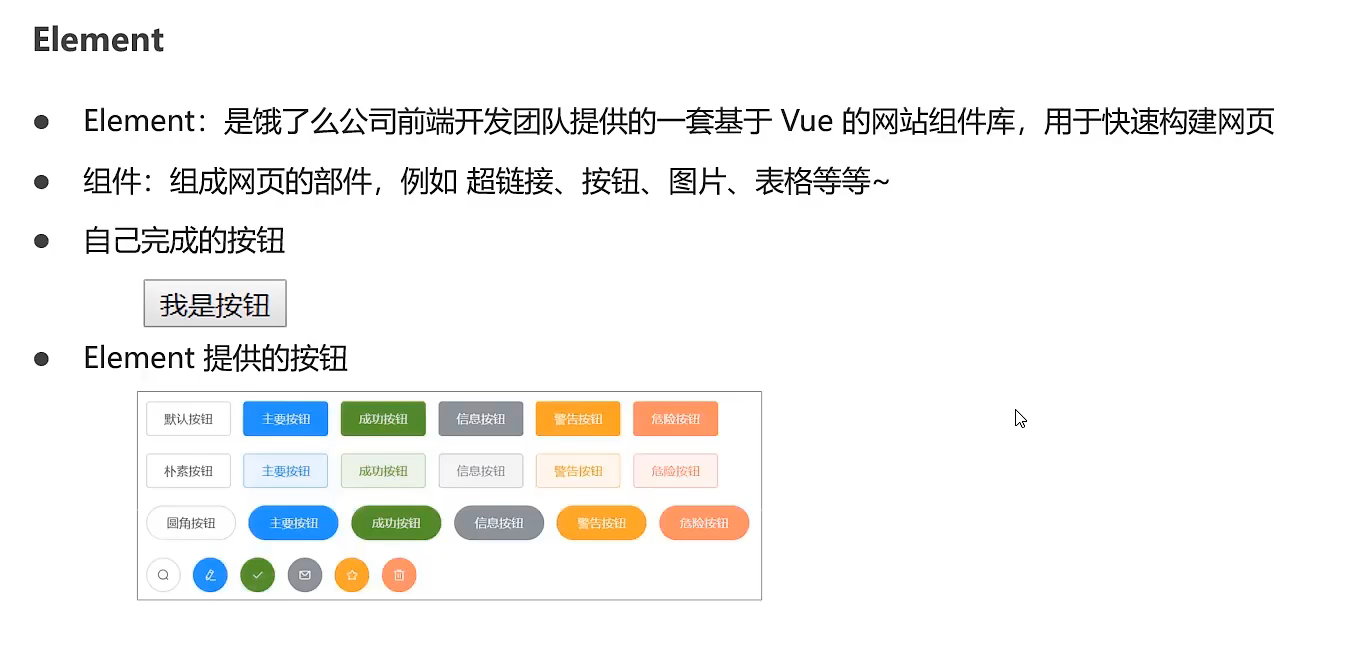 Element
● Element：是饿了么公司前端开发团队提供的一套基于 Vue 的网站组件库，用于快速构建网页
● 组件：组成网页的部件，例如 超链接、按钮、图片、表格等等~
● 自己完成的按钮
我是按钮
● Element 提供的按钮
默认按钮 主要按钮 成功按钮 信息按钮 警告按钮 危险按钮
朴素按钮 主要按钮 成功按钮 信息按钮 警告按钮 危险按钮
圆角按钮 主要按钮 成功按钮 信息按钮 警告按钮 危险按钮